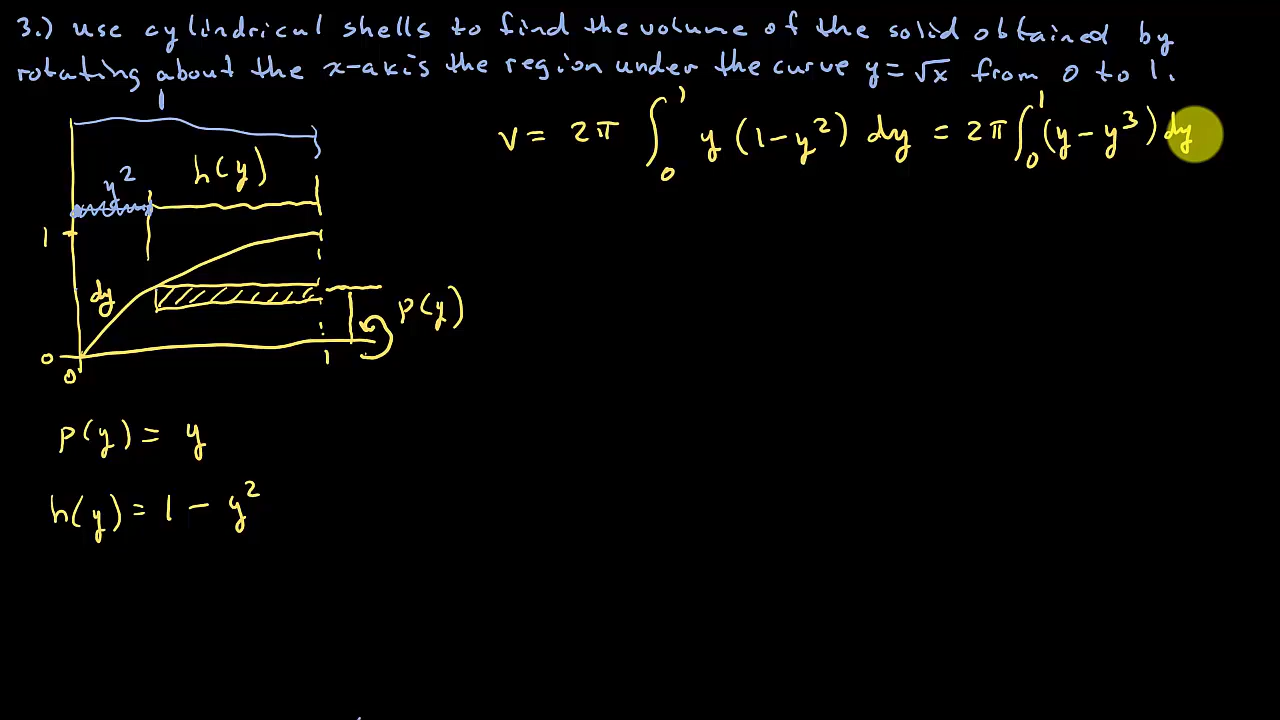 3.) use cylindrical shells to find the volume of the solid obtained by
rotating about the x-axis the region under the curve y = √x from 0 to 1.
1
V = 2π ∫₀¹ y (1 - y²) dy = 2π ∫₀¹ (y - y³) dy
y²
h(y)
1
dy
p(y)
0
0
1
p(y) = y
h(y) = 1 - y²